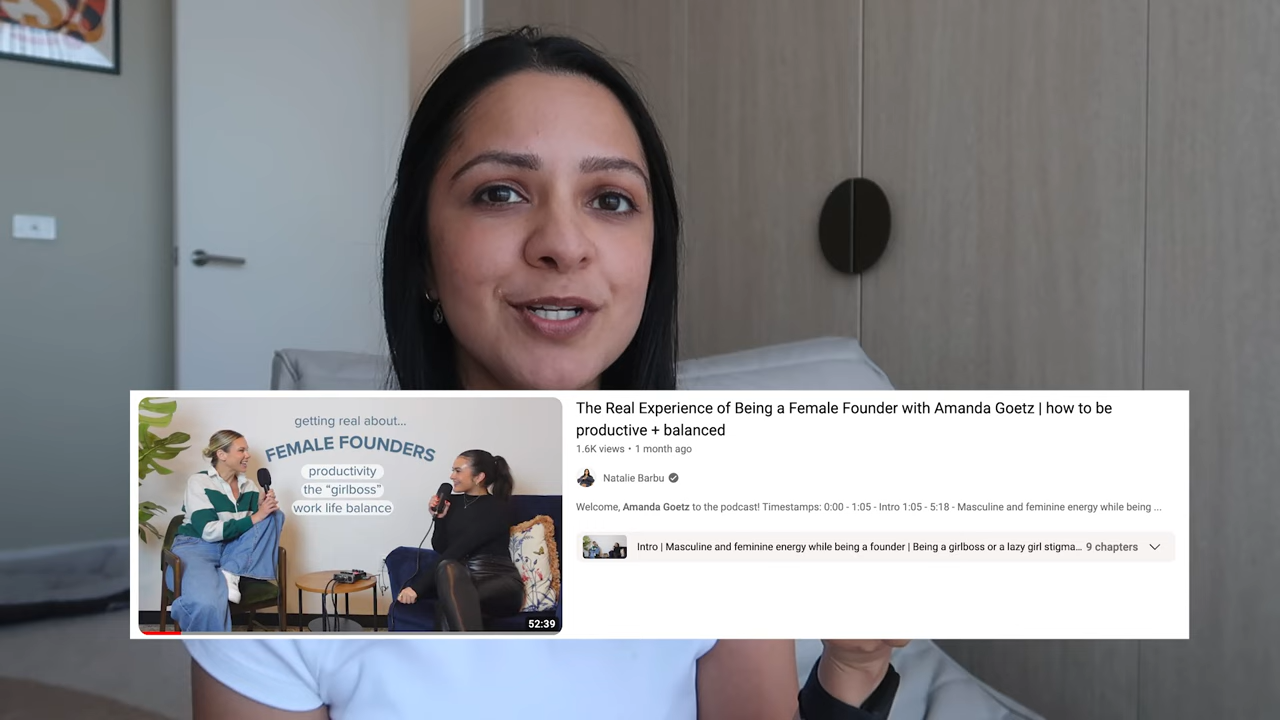 getting real about...
FEMALE FOUNDERS
productivity
the "girlboss"
work life balance
52:39
The Real Experience of Being a Female Founder with Amanda Goetz | how to be
productive + balanced
1.6K views • 1 month ago
Natalie Barbu
Welcome, Amanda Goetz to the podcast! Timestamps: 0:00 - 1:05 - Intro 1:05 - 5:18 - Masculine and feminine energy while being ...
Intro | Masculine and feminine energy while being a founder | Being a girlboss or a lazy girl stigma... 9 chapters